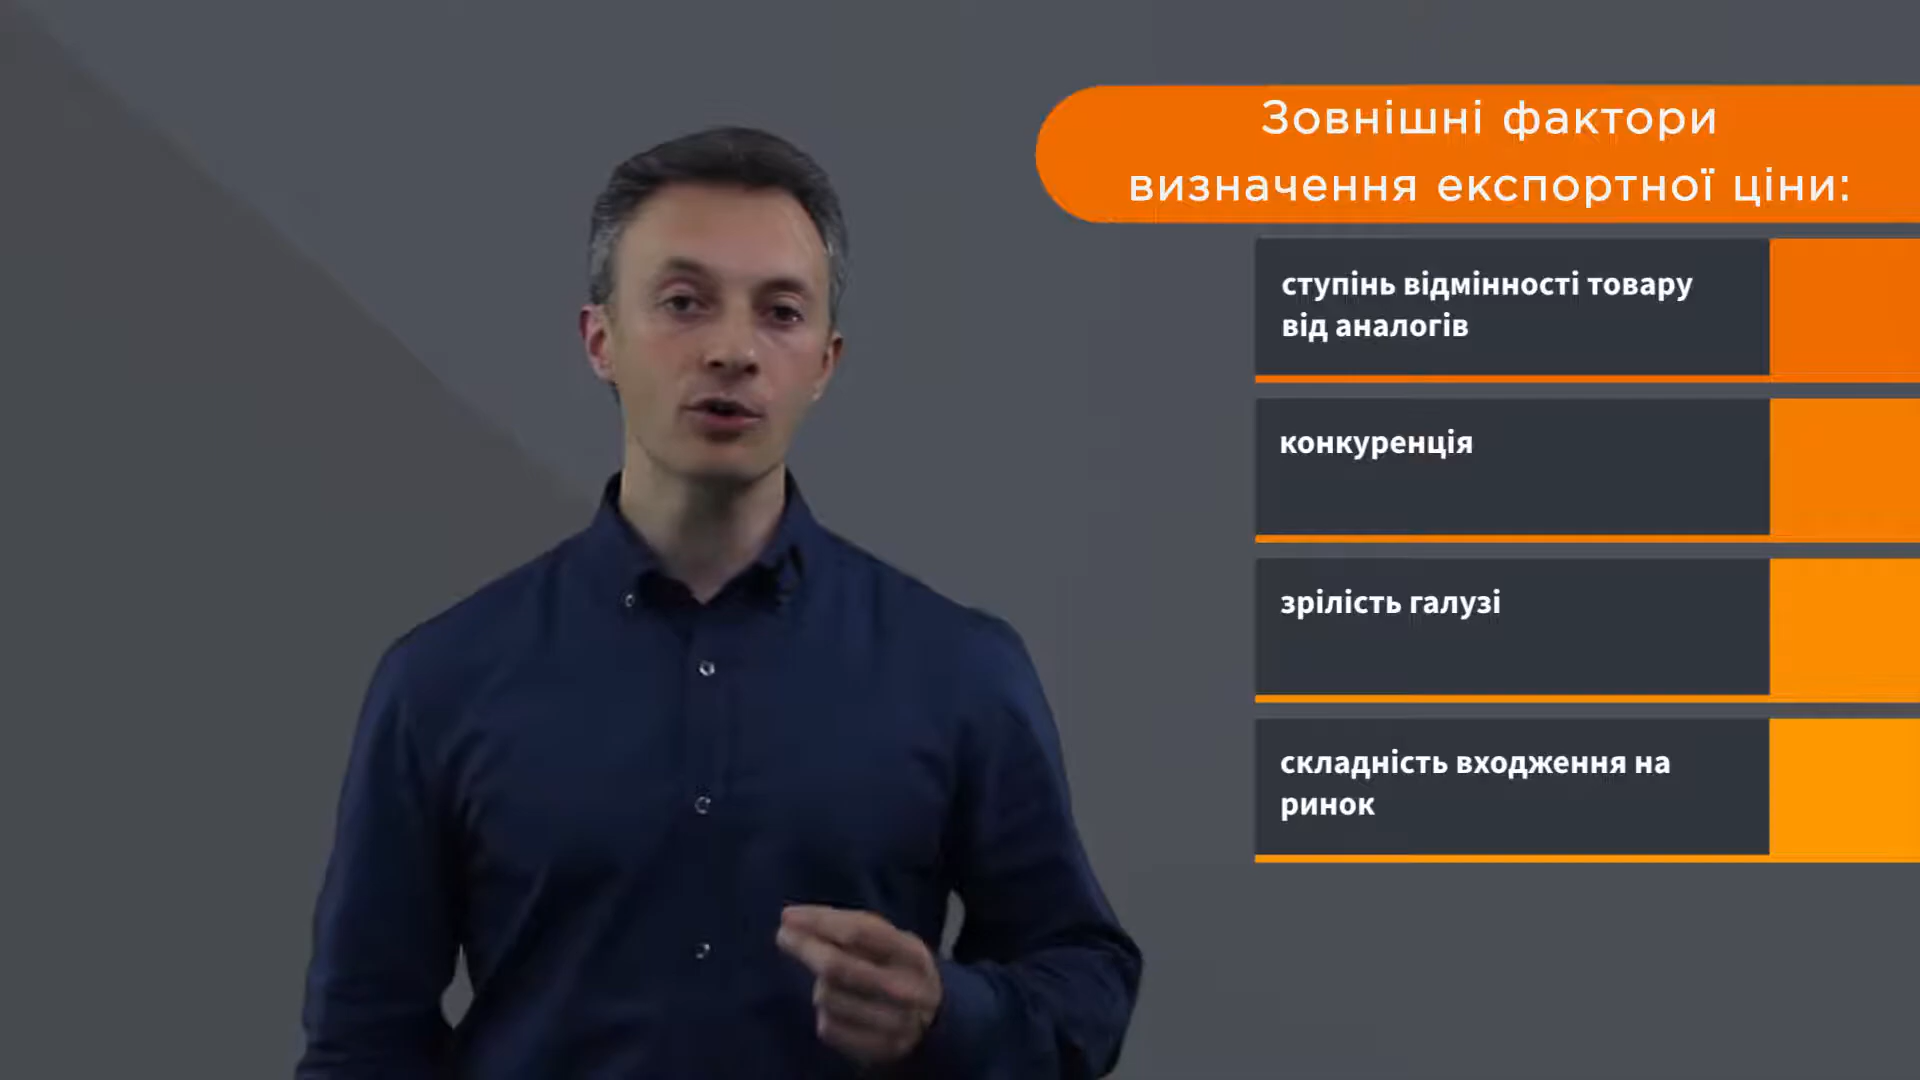 Зовнішні фактори
визначення експортної ціни:
ступінь відмінності товару
від аналогів
конкуренція
зрілість галузі
складність входження на
ринок